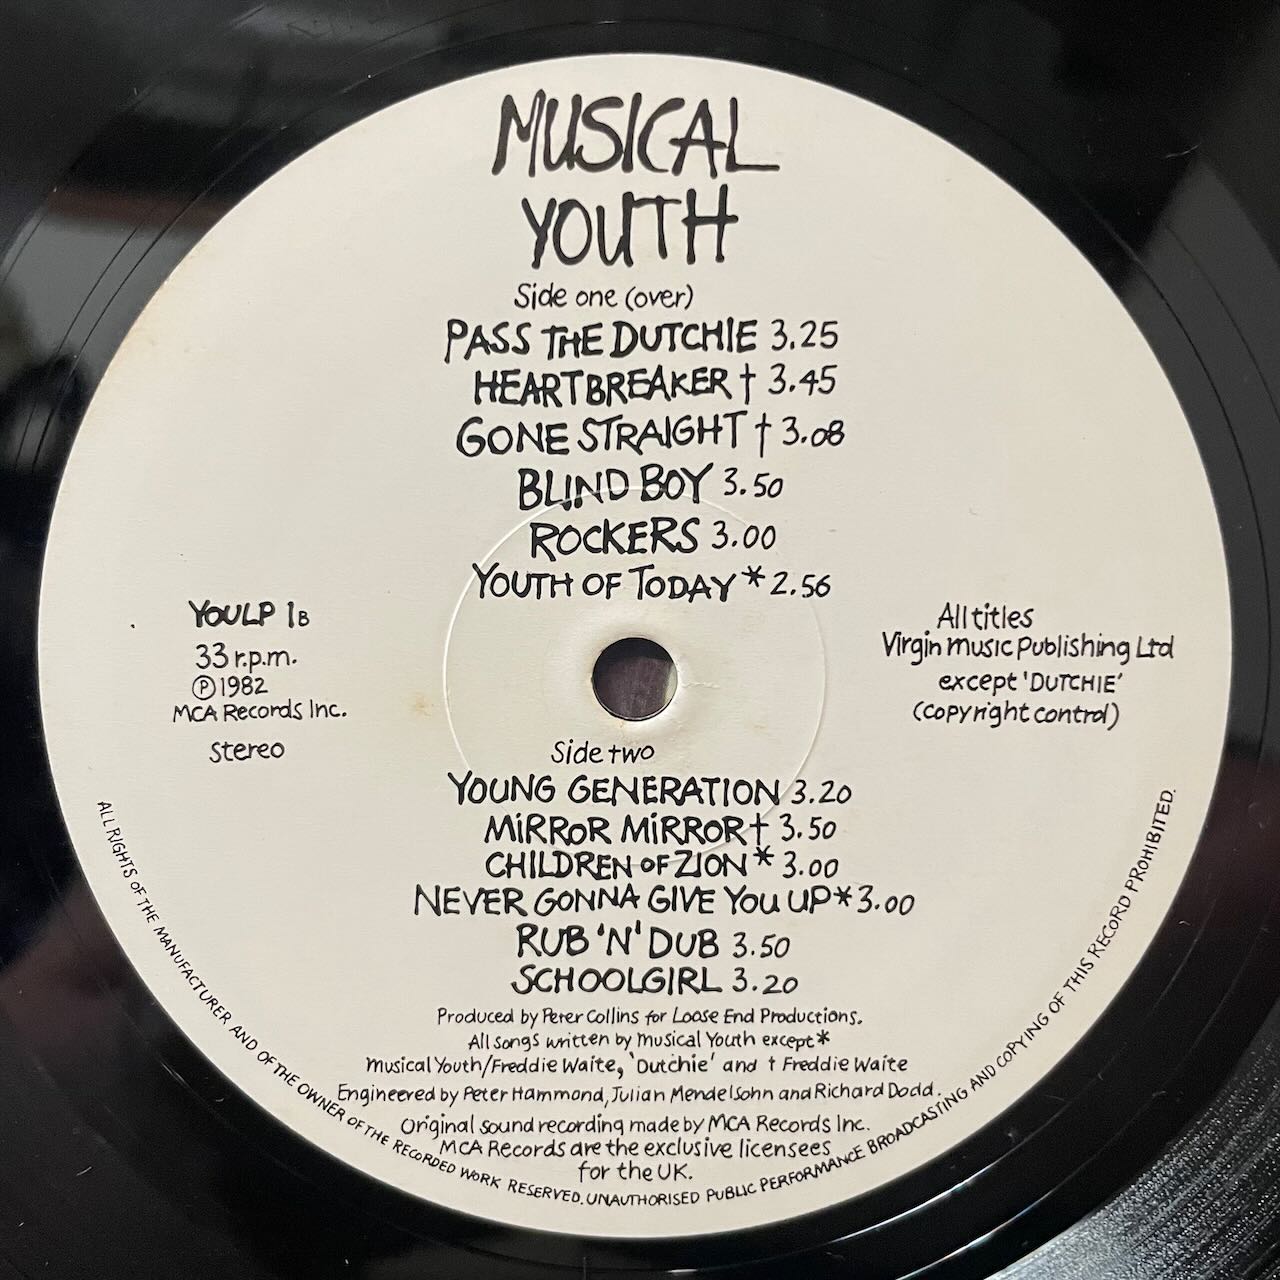 MUSICAL
YOUTH
Side one (over)
PASS THE DUTCHIE 3.25
HEARTBREAKER † 3.45
GONE STRAIGHT † 3.08
BLIND BOY 3.50
ROCKERS 3.00
YOUTH OF TODAY * 2.56
YOULP 1B
33 r.p.m.
℗ 1982
MCA Records Inc.
Stereo
All titles
Virgin Music Publishing Ltd
except 'DUTCHIE'
(copyright control)
Side two
YOUNG GENERATION 3.20
MIRROR MIRROR † 3.50
CHILDREN OF ZION * 3.00
NEVER GONNA GIVE YOU UP * 3.00
RUB 'N' DUB 3.50
SCHOOLGIRL 3.20
Produced by Peter Collins for Loose End Productions.
All songs written by Musical Youth except *
Musical Youth/Freddie Waite, 'Dutchie' and † Freddie Waite
Engineered by Peter Hammond, Julian Mendelsohn and Richard Dodd.
Original sound recording made by MCA Records Inc.
MCA Records are the exclusive licensees
for the UK.
ALL RIGHTS OF THE MANUFACTURER AND OF THE OWNER OF THE RECORDED WORK RESERVED. UNAUTHORISED PUBLIC PERFORMANCE BROADCASTING AND COPYING OF THIS RECORD PROHIBITED.